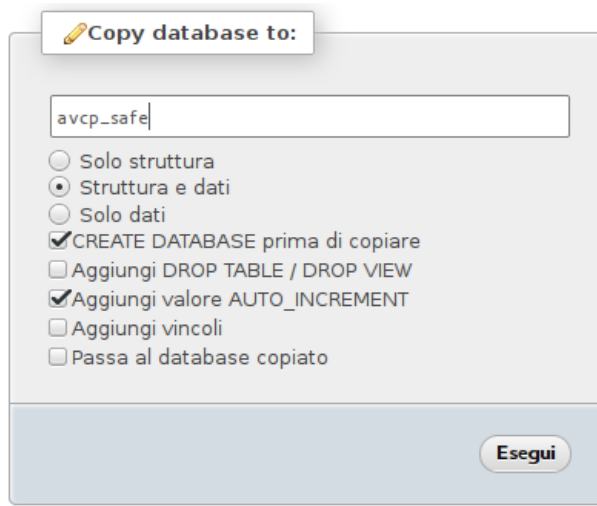 Copy database to:
avcp_safe
Solo struttura
Struttura e dati
Solo dati
CREATE DATABASE prima di copiare
Aggiungi DROP TABLE / DROP VIEW
Aggiungi valore AUTO_INCREMENT
Aggiungi vincoli
Passa al database copiato
Esegui